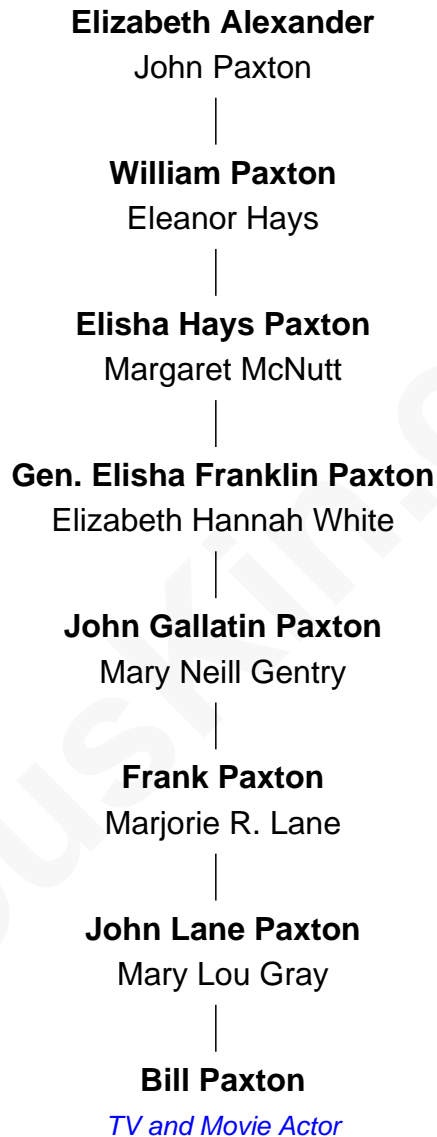 Elizabeth Alexander
John Paxton
William Paxton
Eleanor Hays
Elisha Hays Paxton
Margaret McNutt
Gen. Elisha Franklin Paxton
Elizabeth Hannah White
John Gallatin Paxton
Mary Neill Gentry
Frank Paxton
Marjorie R. Lane
John Lane Paxton
Mary Lou Gray
Bill Paxton
TV and Movie Actor